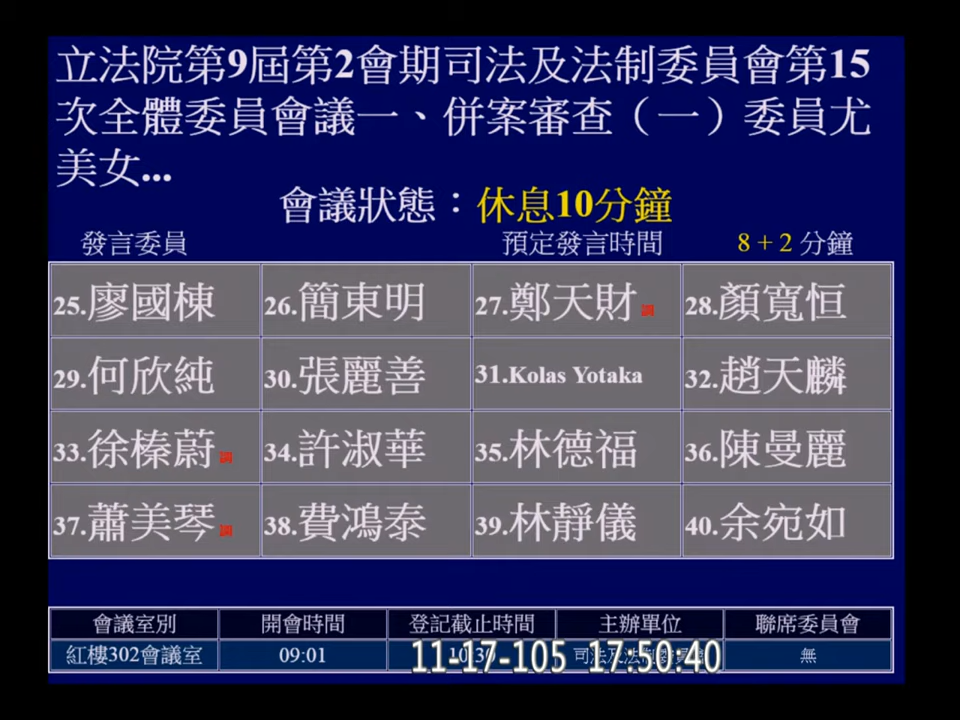 立法院第9屆第2會期司法及法制委員會第15
次全體委員會議一、併案審查（一）委員尤
美女...
會議狀態：休息10分鐘
發言委員 預定發言時間 8 + 2 分鐘
25.廖國棟 26.簡東明 27.鄭天財 28.顏寬恒
29.何欣純 30.張麗善 31.Kolas Yotaka 32.趙天麟
33.徐榛蔚 34.許淑華 35.林德福 36.陳曼麗
37.蕭美琴 38.費鴻泰 39.林靜儀 40.余宛如
會議室別 開會時間 登記截止時間 主辦單位 聯席委員會
紅樓302會議室 09:01 無
11-17-105 17:50:40